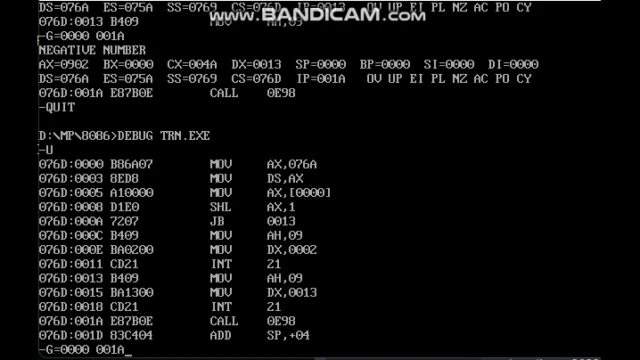 DS=076A ES=075A SS=0769 CS=076D IP=0013 OV UP EI PL NZ AC PO CY
076D:0013 B409 MOV AH,09
WWW.BANDICAM.COM
-G=0000 001A
NEGATIVE NUMBER
AX=0902 BX=0000 CX=004A DX=0013 SP=0000 BP=0000 SI=0000 DI=0000
DS=076A ES=075A SS=0769 CS=076D IP=001A OV UP EI PL NZ AC PO CY
076D:001A E87B0E CALL 0E98
-QUIT
D:\MP\8086>DEBUG TRN.EXE
-U
076D:0000 B86A07 MOV AX,076A
076D:0003 8ED8 MOV DS,AX
076D:0005 A10000 MOV AX,[0000]
076D:0008 D1E0 SHL AX,1
076D:000A 7207 JB 0013
076D:000C B409 MOV AH,09
076D:000E BA0200 MOV DX,0002
076D:0011 CD21 INT 21
076D:0013 B409 MOV AH,09
076D:0015 BA1300 MOV DX,0013
076D:0018 CD21 INT 21
076D:001A E87B0E CALL 0E98
076D:001D 83C404 ADD SP,+04
-G=0000 001A